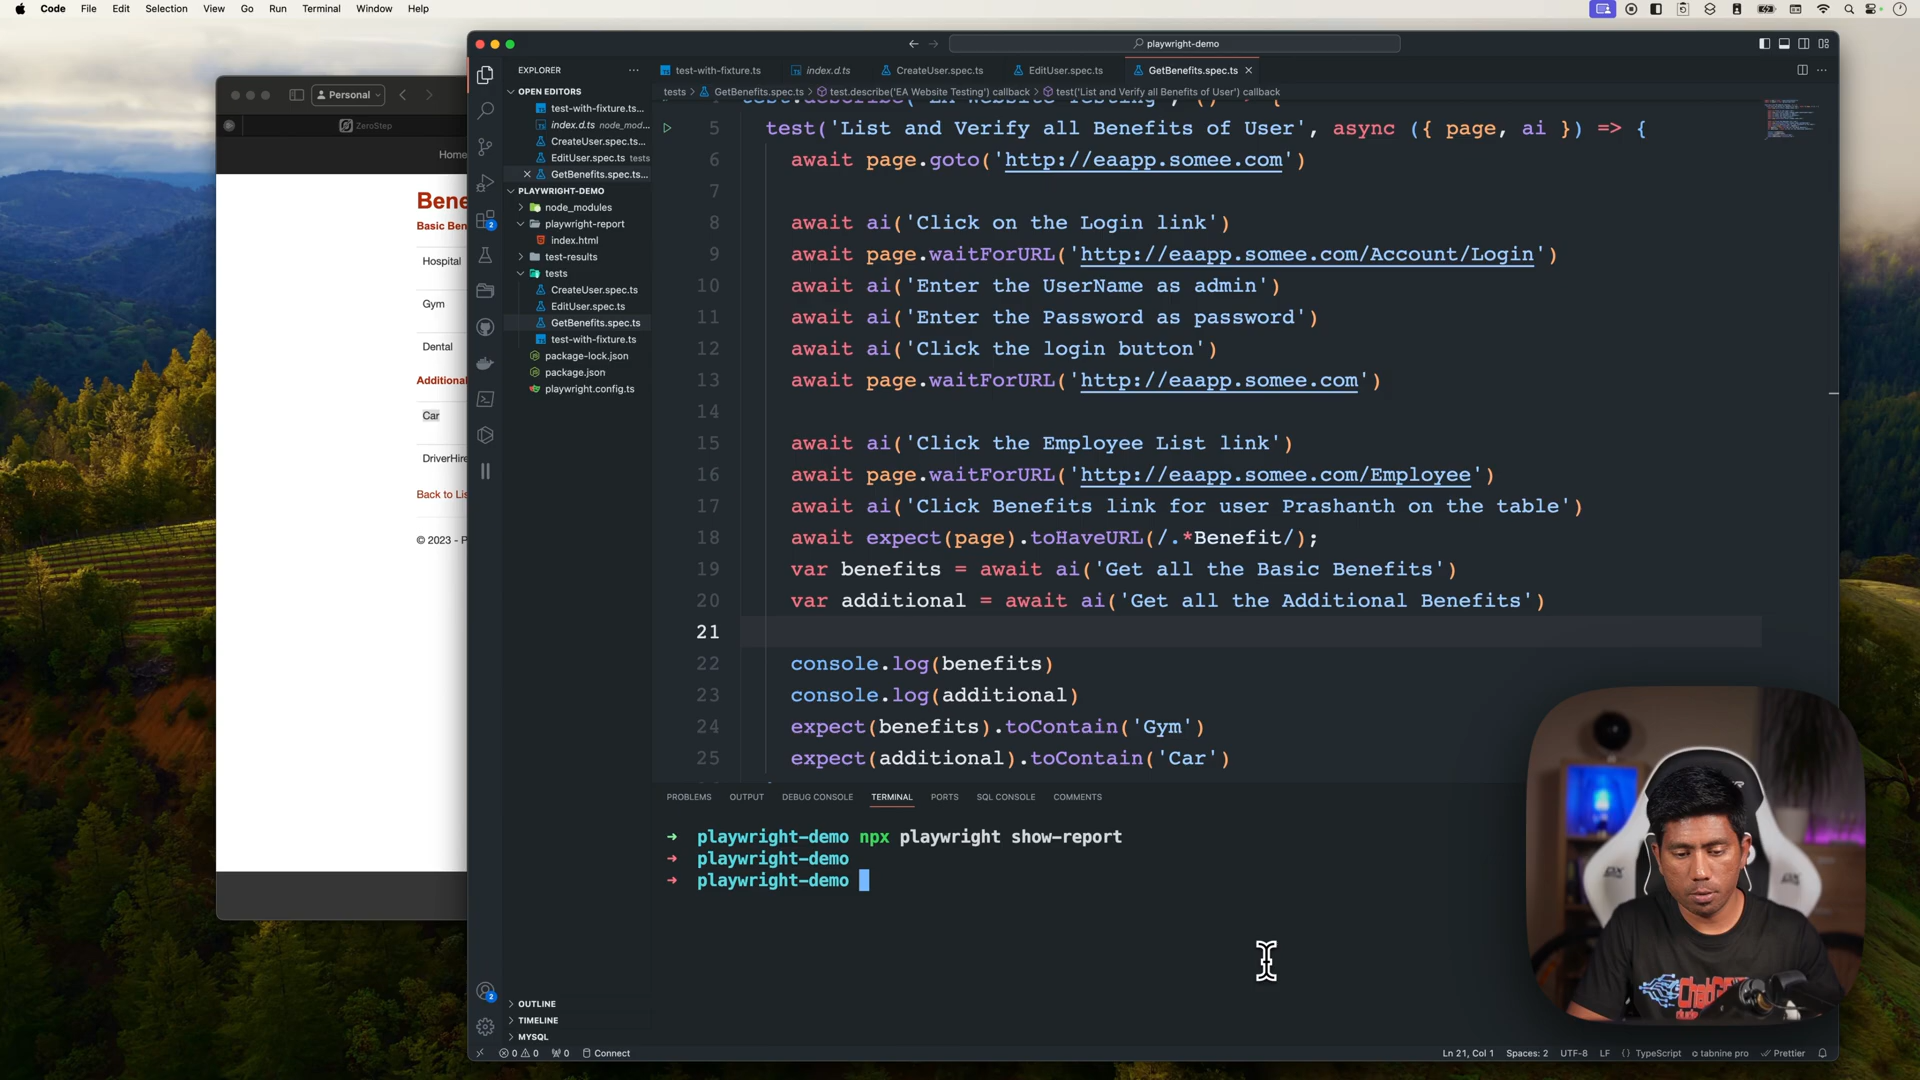 Code File Edit Selection View Go Run Terminal Window Help
playwright-demo
Personal
ZeroStep
Home
Bene
Basic Ben
Hospital
Gym
Dental
Additional
Car
DriverHire
Back to Lis
© 2023 - P
EXPLORER
OPEN EDITORS
test-with-fixture.ts...
index.d.ts node_mod...
CreateUser.spec.ts...
EditUser.spec.ts tests
GetBenefits.spec.ts...
PLAYWRIGHT-DEMO
node_modules
playwright-report
index.html
test-results
tests
CreateUser.spec.ts
EditUser.spec.ts
GetBenefits.spec.ts
test-with-fixture.ts
package-lock.json
package.json
playwright.config.ts
OUTLINE
TIMELINE
MYSQL
test-with-fixture.ts index.d.ts CreateUser.spec.ts EditUser.spec.ts GetBenefits.spec.ts
tests > GetBenefits.spec.ts > test.describe('EA Website Testing') callback > test('List and Verify all Benefits of User') callback
test.describe('EA Website Testing', () => {
5 test('List and Verify all Benefits of User', async ({ page, ai }) => {
6 await page.goto('http://eaapp.somee.com')
7
8 await ai('Click on the Login link')
9 await page.waitForURL('http://eaapp.somee.com/Account/Login')
10 await ai('Enter the UserName as admin')
11 await ai('Enter the Password as password')
12 await ai('Click the login button')
13 await page.waitForURL('http://eaapp.somee.com')
14
15 await ai('Click the Employee List link')
16 await page.waitForURL('http://eaapp.somee.com/Employee')
17 await ai('Click Benefits link for user Prashanth on the table')
18 await expect(page).toHaveURL(/.*Benefit/);
19 var benefits = await ai('Get all the Basic Benefits')
20 var additional = await ai('Get all the Additional Benefits')
21
22 console.log(benefits)
23 console.log(additional)
24 expect(benefits).toContain('Gym')
25 expect(additional).toContain('Car')
PROBLEMS OUTPUT DEBUG CONSOLE TERMINAL PORTS SQL CONSOLE COMMENTS
→ playwright-demo npx playwright show-report
→ playwright-demo
→ playwright-demo
0 0 0 Connect
Ln 21, Col 1 Spaces: 2 UTF-8 LF {} TypeScript tabnine pro Prettier
2
2